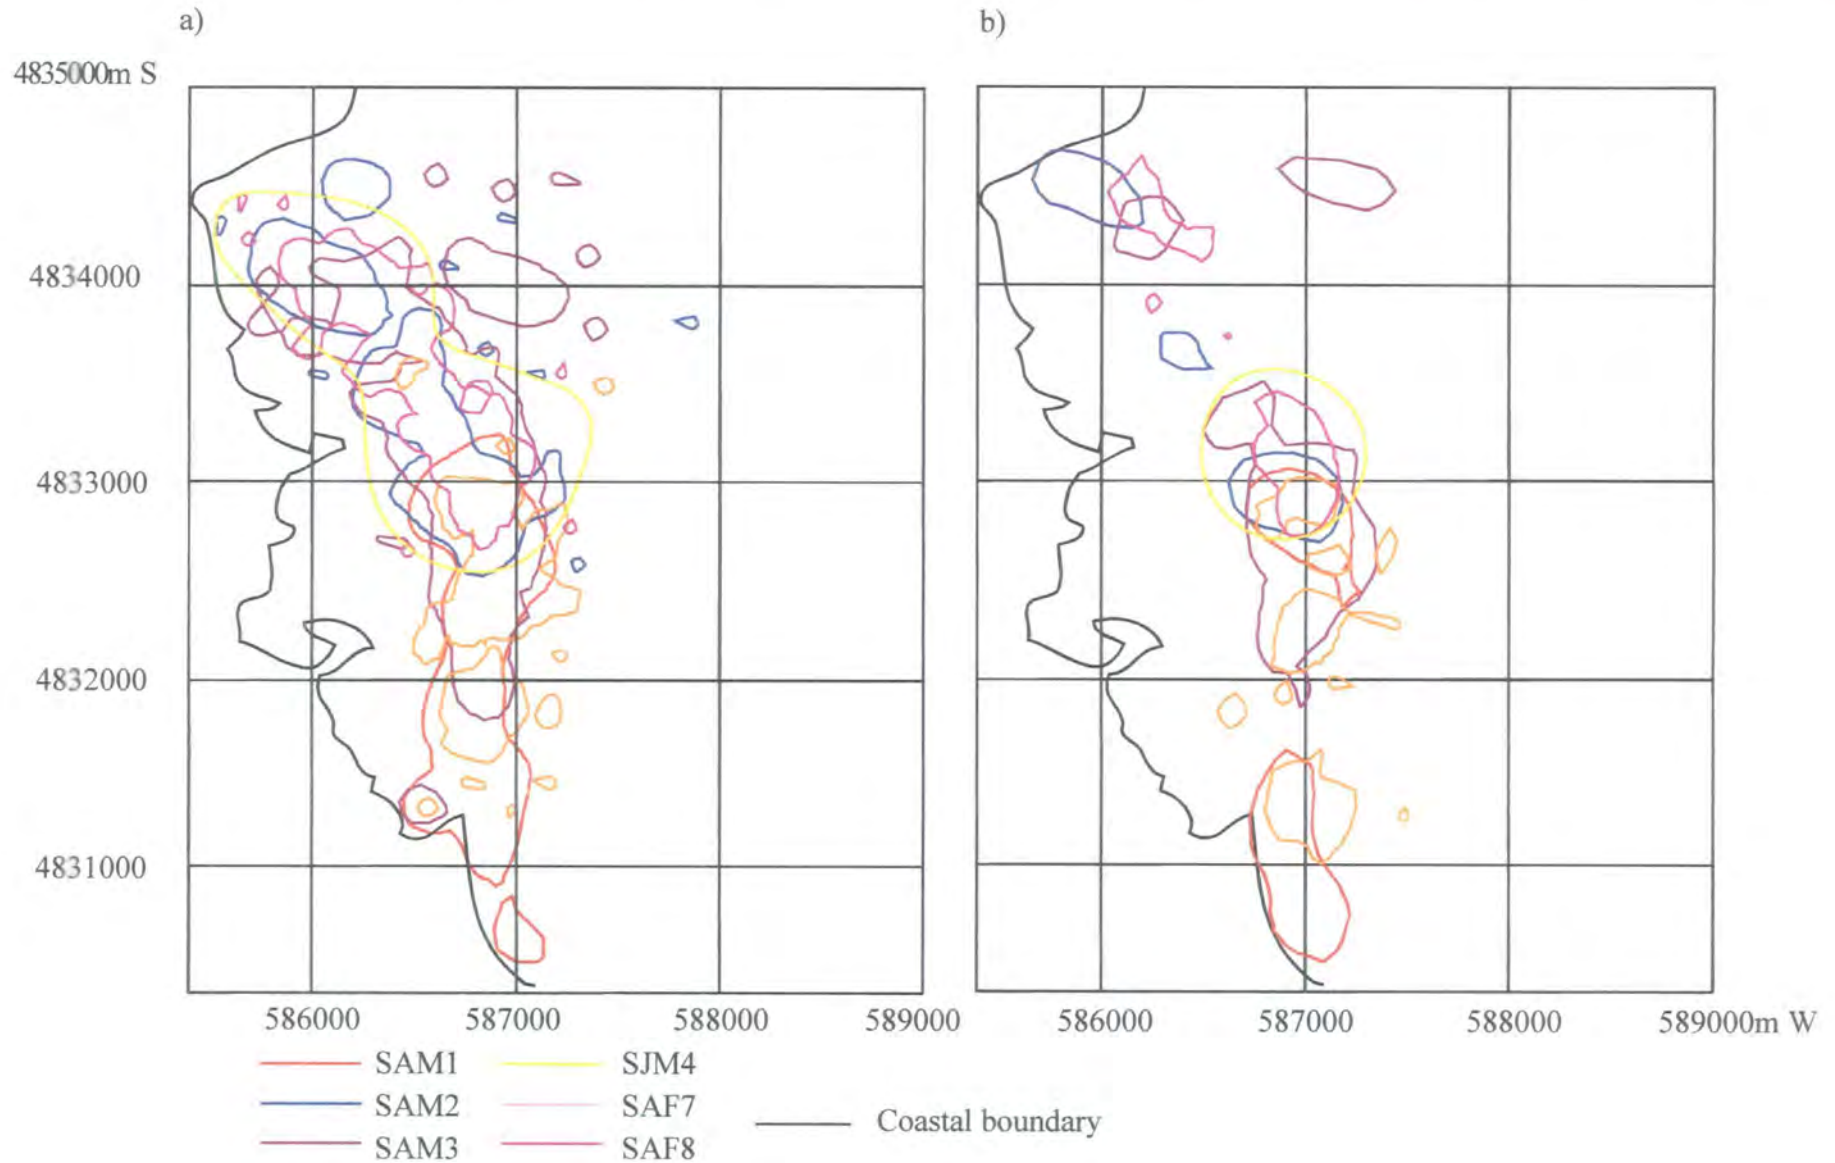 a) b)
4835000m S
4834000
4833000
4832000
4831000
586000 587000 588000 589000 586000 587000 588000 589000m W
SAM1 SJM4
SAM2 SAF7 Coastal boundary
SAM3 SAF8